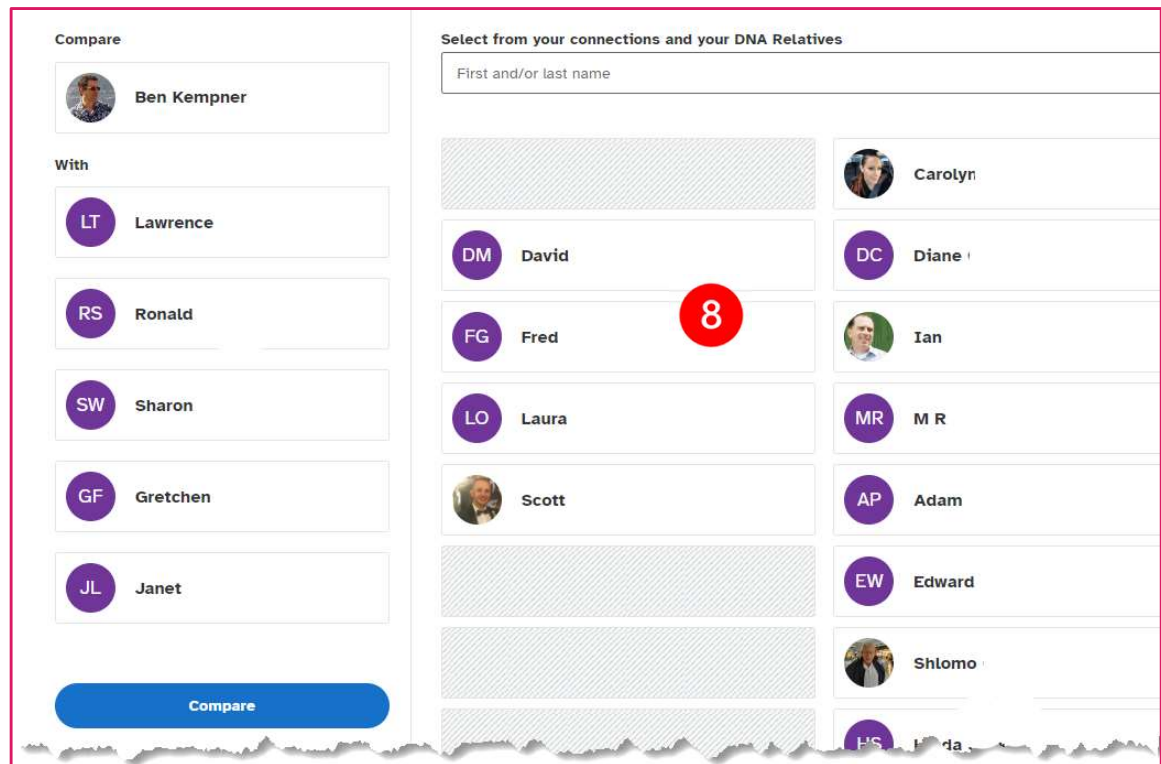 Compare
Ben Kempner
With
LT Lawrence
RS Ronald
SW Sharon
GF Gretchen
JL Janet
Compare
Select from your connections and your DNA Relatives
First and/or last name
Carolyn
DM David
DC Diane
8
FG Fred
Ian
LO Laura
MR M R
Scott
AP Adam
EW Edward
Shlomo
HS